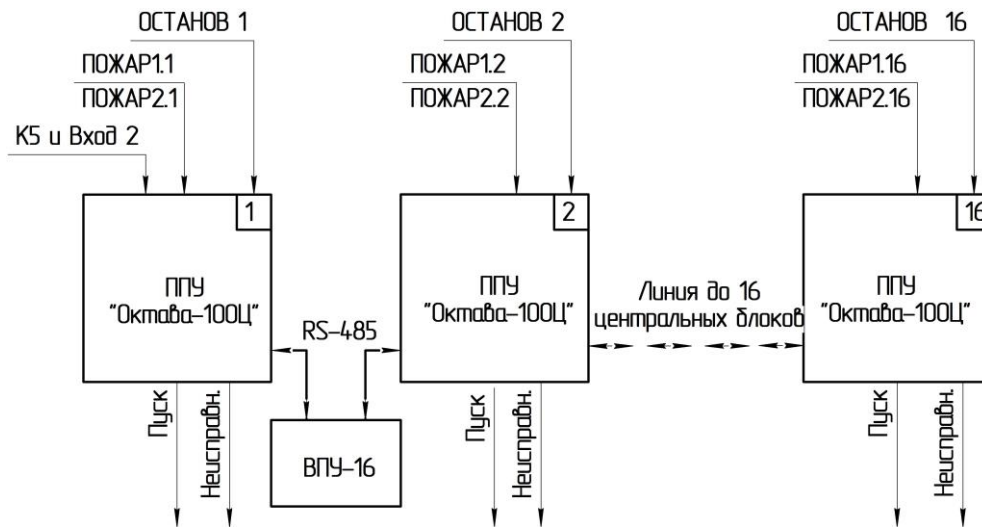 ОСТАНОВ 1
ПОЖАР1.1
ПОЖАР2.1
К5 и Вход 2
1
ППУ
"Октава-100Ц"
Пуск
Неисправн.
RS-485
ВПУ-16
ОСТАНОВ 2
ПОЖАР1.2
ПОЖАР2.2
2
ППУ
"Октава-100Ц"
Пуск
Неисправн.
Линия до 16
центральных блоков
ОСТАНОВ 16
ПОЖАР1.16
ПОЖАР2.16
16
ППУ
"Октава-100Ц"
Пуск
Неисправн.